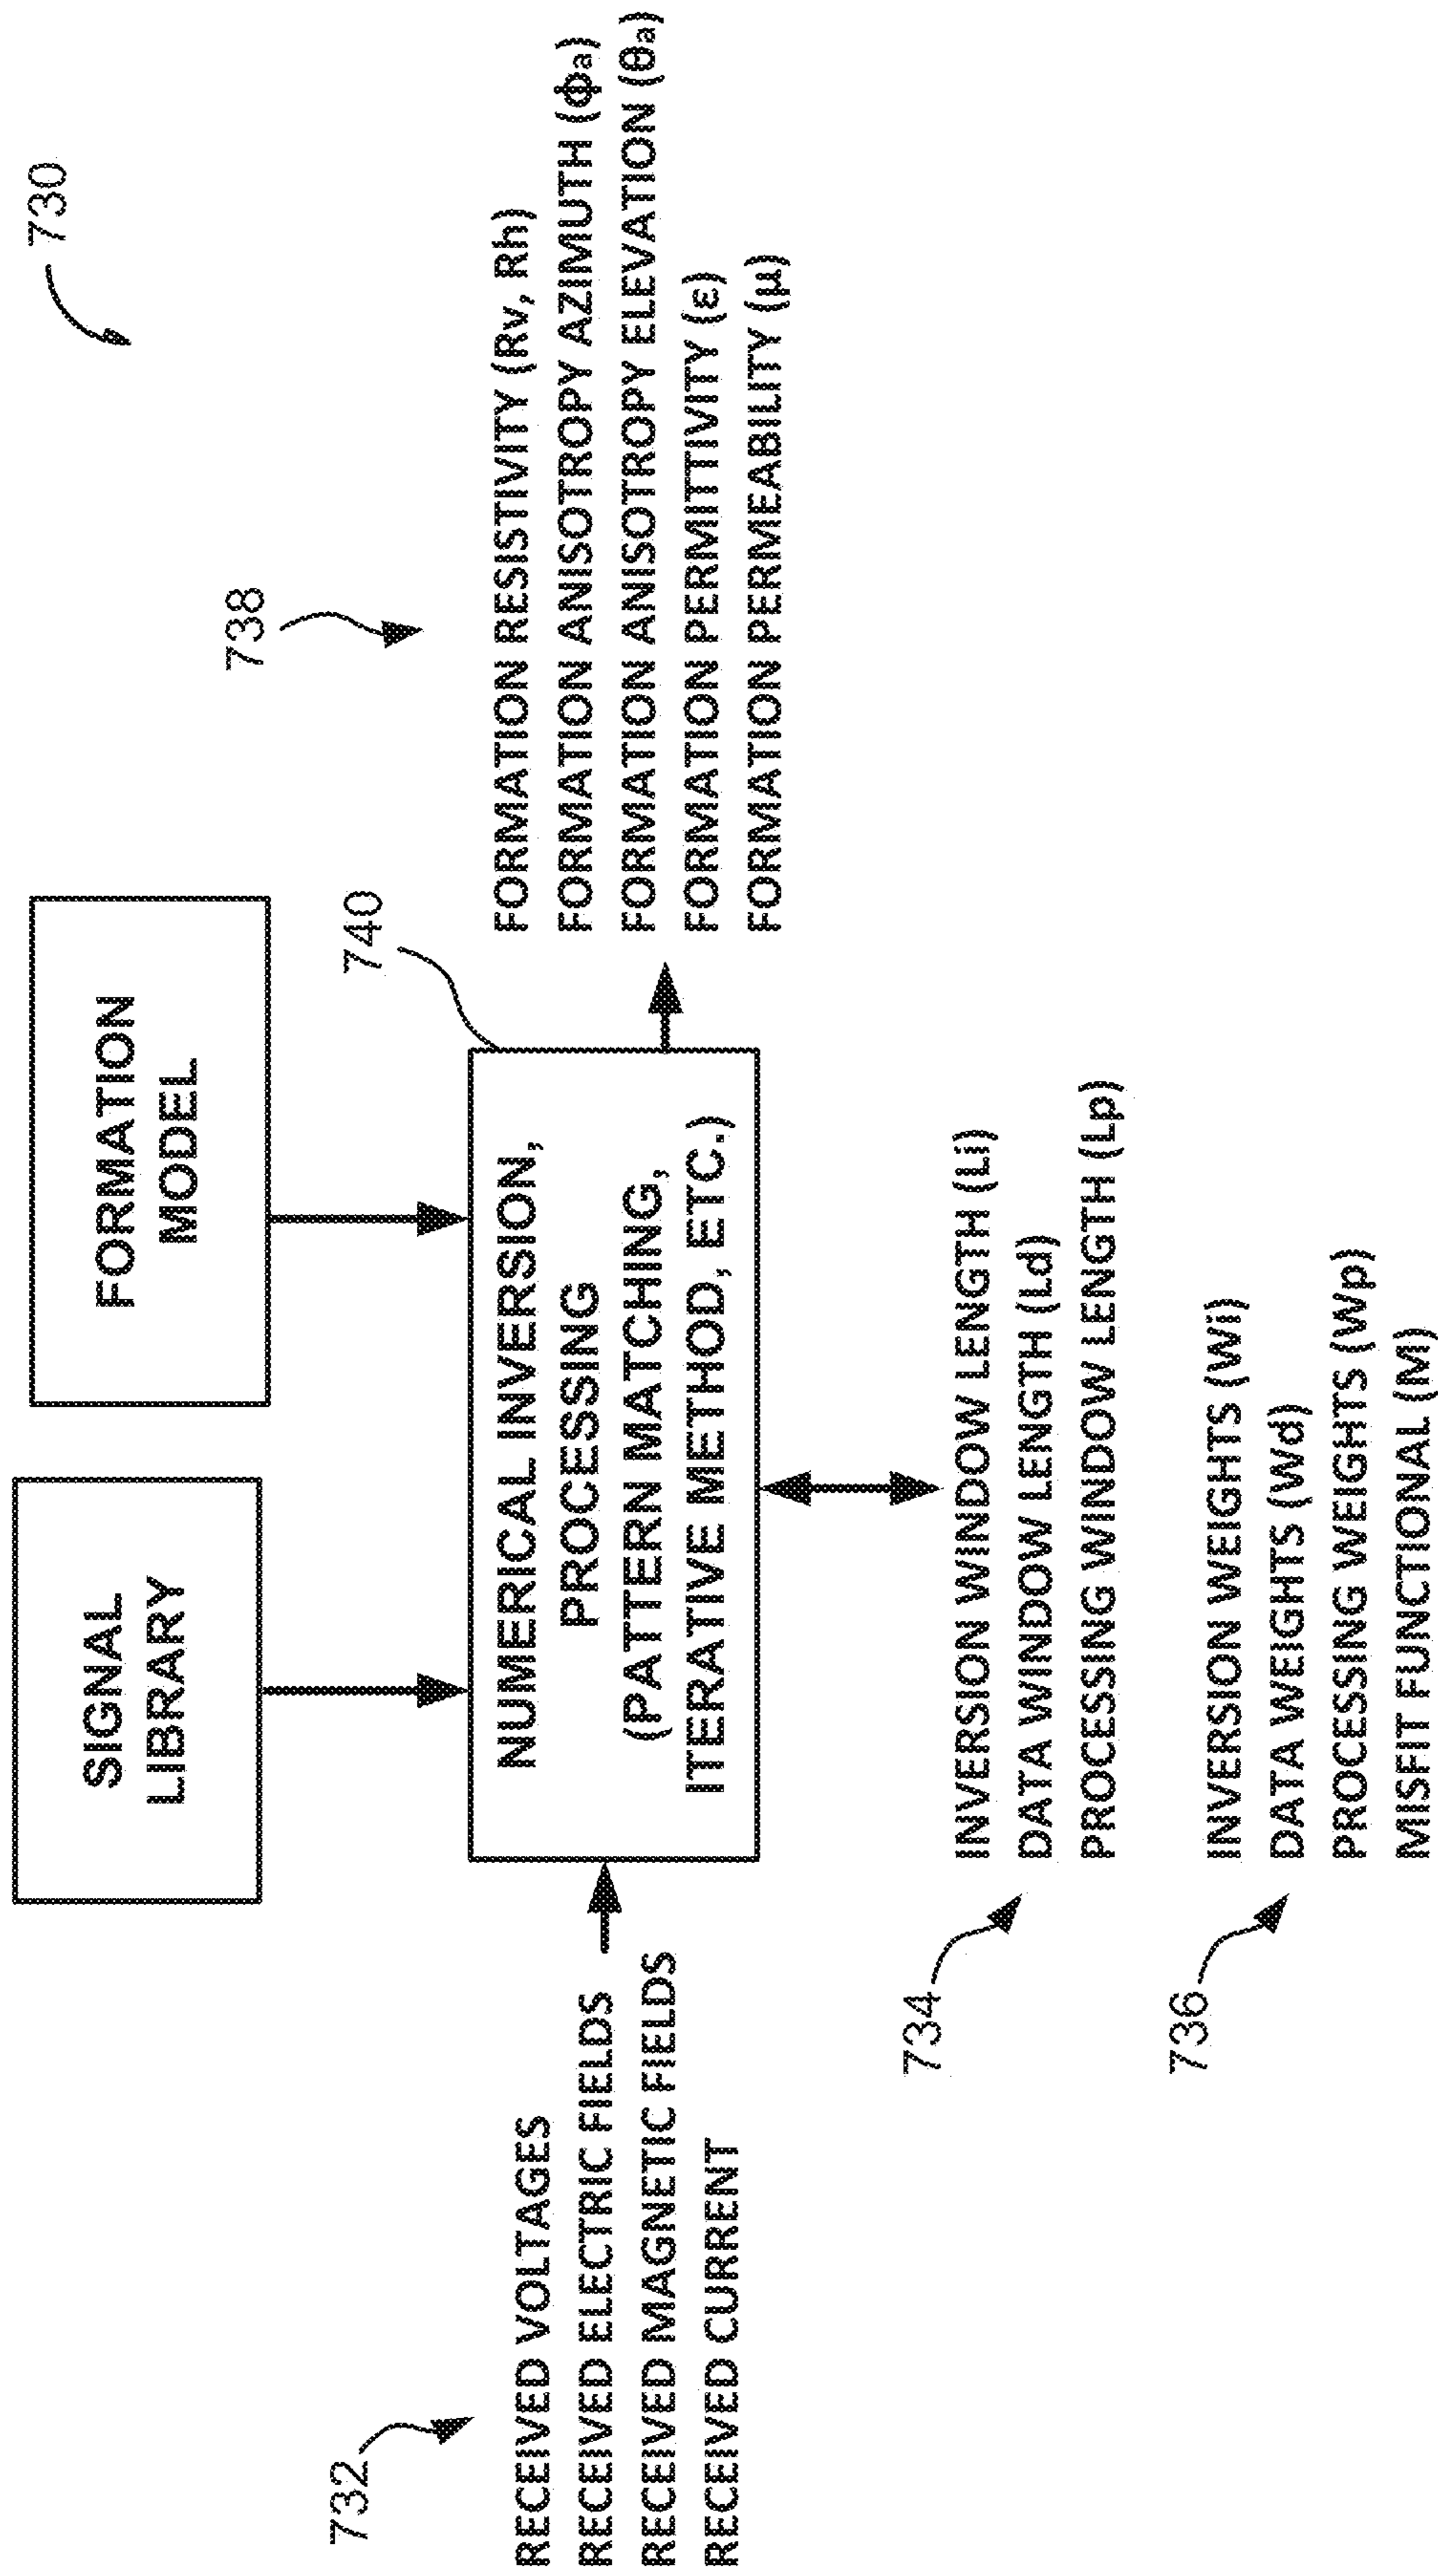 730
SIGNAL
LIBRARY
FORMATION
MODEL
738
740
732
RECEIVED VOLTAGES
RECEIVED ELECTRIC FIELDS
RECEIVED MAGNETIC FIELDS
RECEIVED CURRENT
NUMERICAL INVERSION,
PROCESSING
(PATTERN MATCHING,
ITERATIVE METHOD, ETC.)
FORMATION RESISTIVITY (Rv, Rh)
FORMATION ANISOTROPY AZIMUTH (Φa)
FORMATION ANISOTROPY ELEVATION (θa)
FORMATION PERMITTIVITY (ε)
FORMATION PERMEABILITY (μ)
734
INVERSION WINDOW LENGTH (Li)
DATA WINDOW LENGTH (Ld)
PROCESSING WINDOW LENGTH (Lp)
736
INVERSION WEIGHTS (Wi)
DATA WEIGHTS (Wd)
PROCESSING WEIGHTS (Wp)
MISFIT FUNCTIONAL (M)